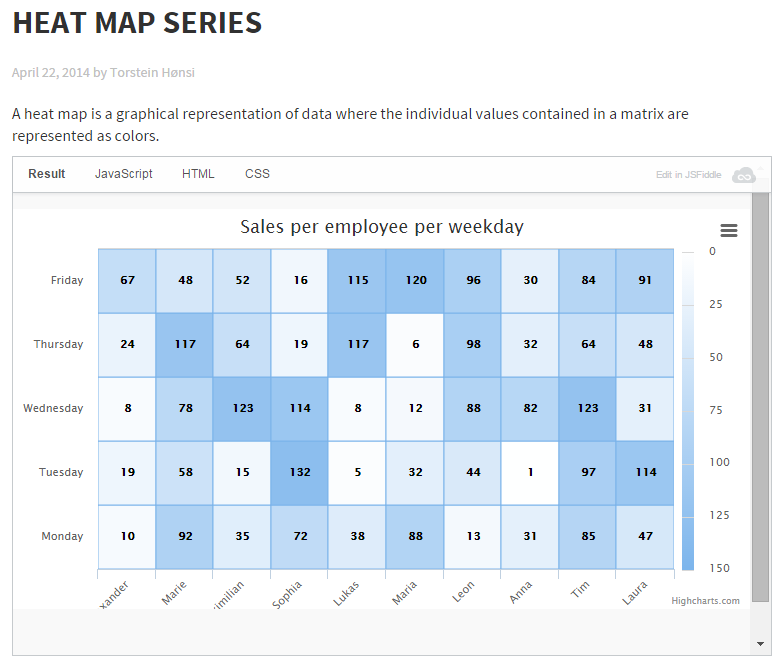 HEAT MAP SERIES
April 22, 2014 by Torstein Hønsi
A heat map is a graphical representation of data where the individual values contained in a matrix are
represented as colors.
Result JavaScript HTML CSS Edit in JSFiddle
Sales per employee per weekday
Friday 67 48 52 16 115 120 96 30 84 91
Thursday 24 117 64 19 117 6 98 32 64 48
Wednesday 8 78 123 114 8 12 88 82 123 31
Tuesday 19 58 15 132 5 32 44 1 97 114
Monday 10 92 35 72 38 88 13 31 85 47
0
25
50
75
100
125
150
xander Marie imilian Sophia Lukas Maria Leon Anna Tim Laura
Highcharts.com